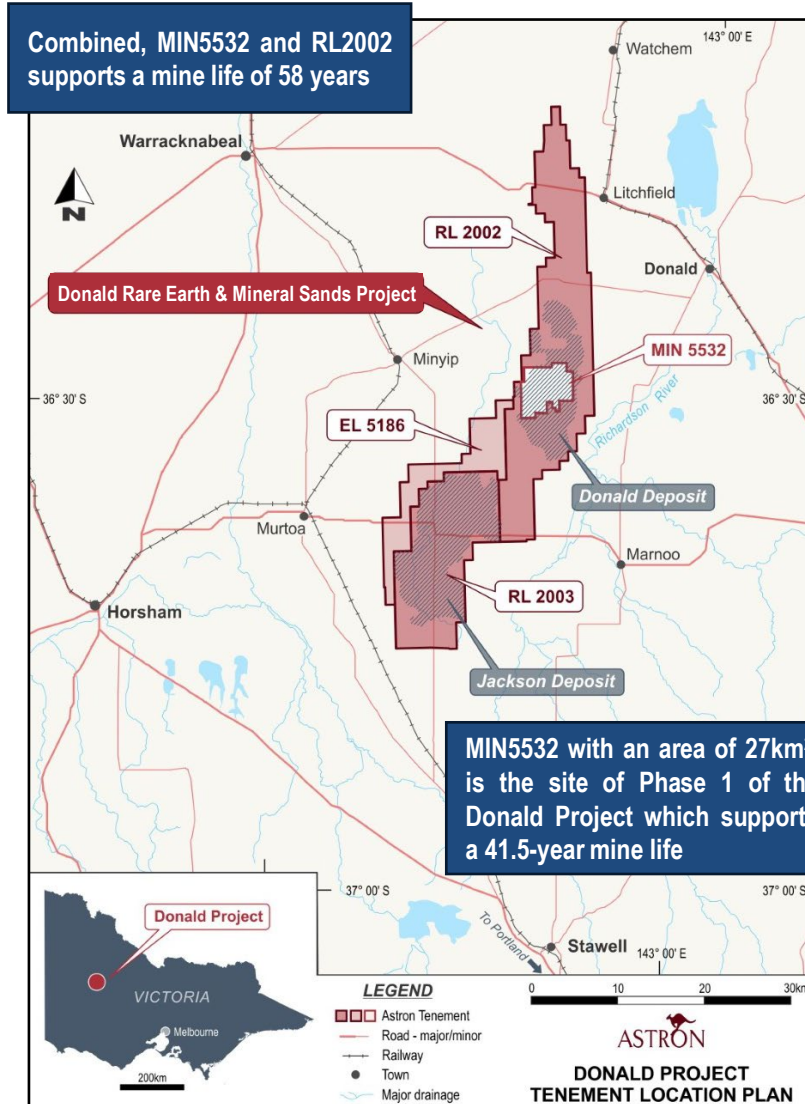 Combined, MIN5532 and RL2002
supports a mine life of 58 years
143° 00' E
Watchem
Warracknabeal
N
Litchfield
RL 2002
Donald
Donald Rare Earth & Mineral Sands Project
MIN 5532
Minyip
36° 30' S
36° 30' S
EL 5186
Richardson River
Donald Deposit
Murtoa
Marnoo
RL 2003
Horsham
Jackson Deposit
MIN5532 with an area of 27km
is the site of Phase 1 of th
Donald Project which support
a 41.5-year mine life
37° 00' S
37° 00' S
Donald Project
To Portland
Stawell
143° 00' E
VICTORIA
Melbourne
200km
LEGEND
Astron Tenement
Road - major/minor
Railway
Town
Major drainage
0 10 20 30km
ASTRON
DONALD PROJECT
TENEMENT LOCATION PLAN